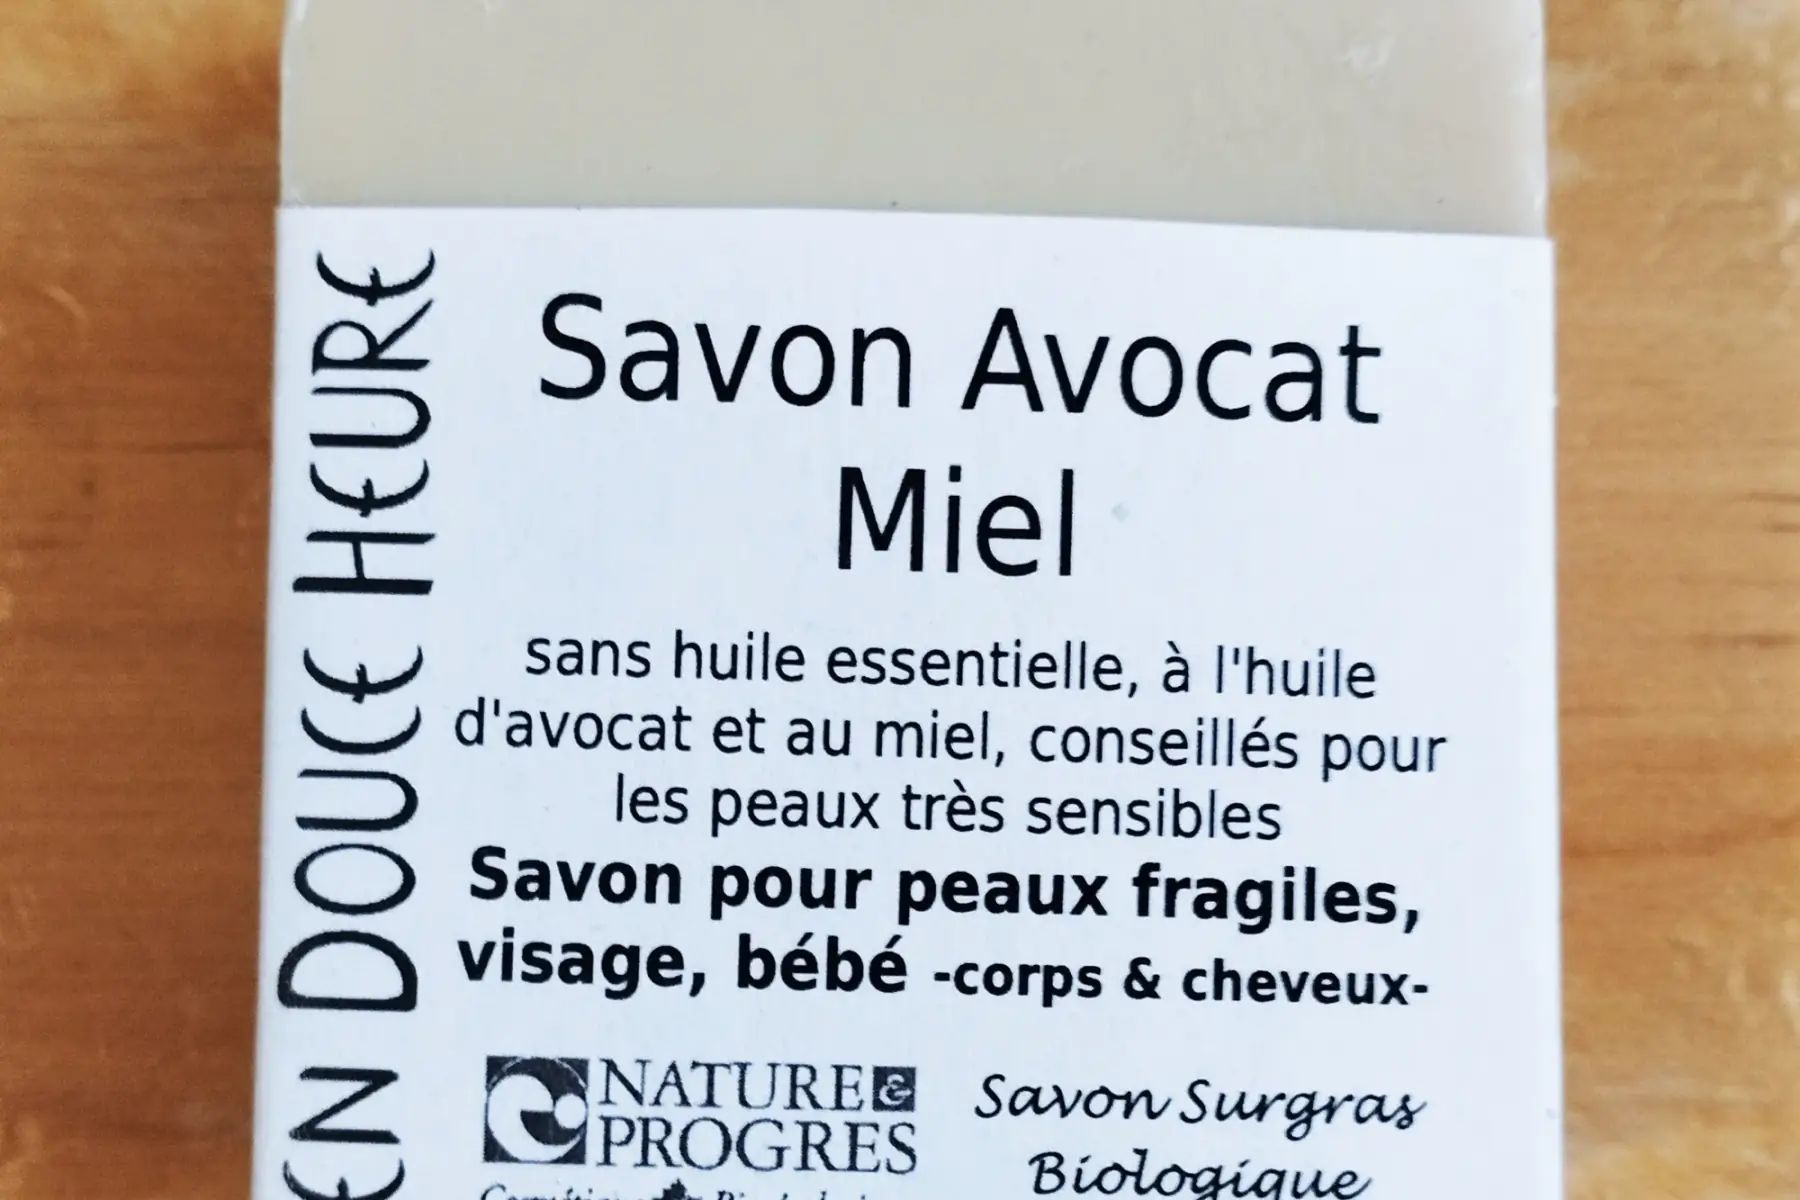 EN DOUCE HEURE
Savon Avocat
Miel
sans huile essentielle, à l'huile
d'avocat et au miel, conseillés pour
les peaux très sensibles
Savon pour peaux fragiles,
visage, bébé -corps & cheveux-
NATURE &
PROGRES
Savon Surgras
Biologique